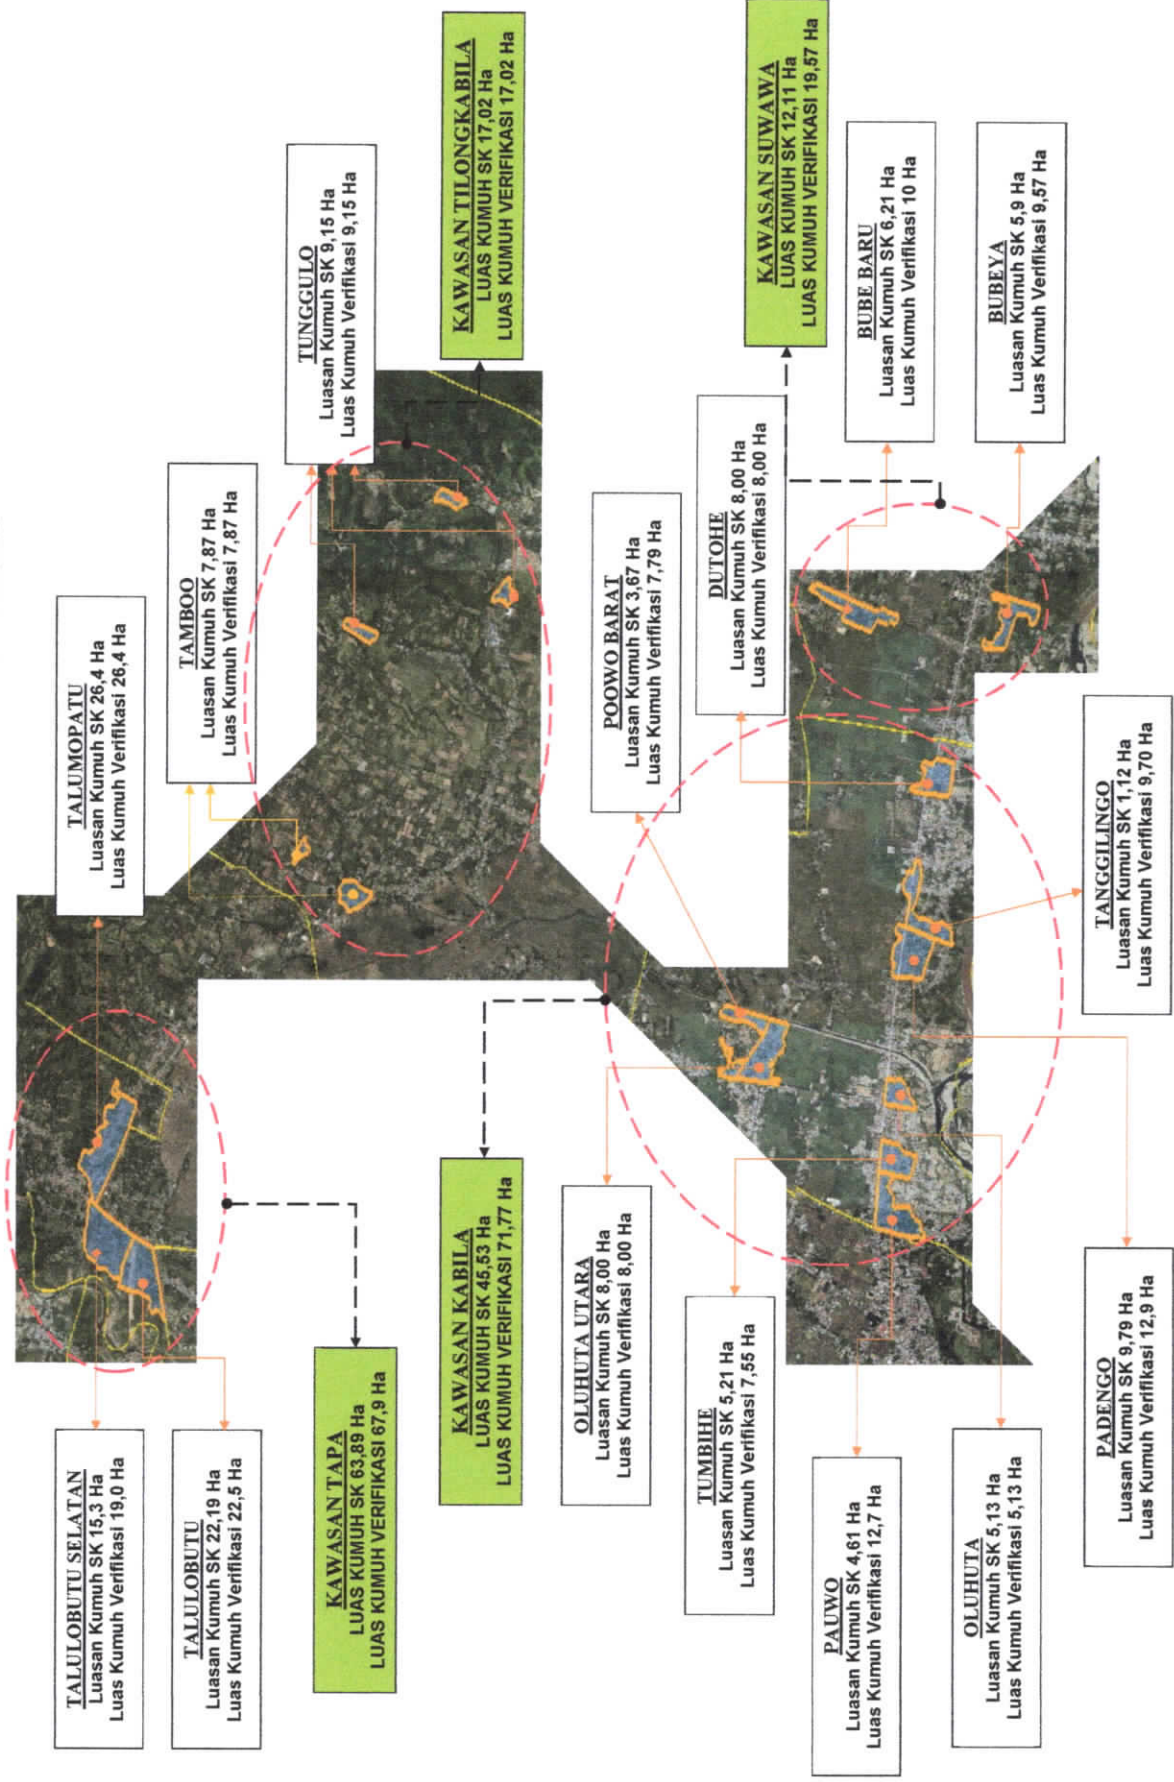 TALULOBUTU SELATAN
Luasan Kumuh SK 15,3 Ha
Luas Kumuh Verifikasi 19,0 Ha
TALULOBUTU
Luasan Kumuh SK 22,19 Ha
Luas Kumuh Verifikasi 22,5 Ha
KAWASAN TAPA
LUAS KUMUH SK 63,89 Ha
LUAS KUMUH VERIFIKASI 67,9 Ha
TALUMOPATU
Luasan Kumuh SK 26,4 Ha
Luas Kumuh Verifikasi 26,4 Ha
TAMBOO
Luasan Kumuh SK 7,87 Ha
Luas Kumuh Verifikasi 7,87 Ha
TUNGGULO
Luasan Kumuh SK 9,15 Ha
Luas Kumuh Verifikasi 9,15 Ha
KAWASAN TILONGKABILA
LUAS KUMUH SK 17,02 Ha
LUAS KUMUH VERIFIKASI 17,02 Ha
KAWASAN KABILA
LUAS KUMUH SK 45,53 Ha
LUAS KUMUH VERIFIKASI 71,77 Ha
OLUHUTA UTARA
Luasan Kumuh SK 8,00 Ha
Luas Kumuh Verifikasi 8,00 Ha
TUMBIHE
Luasan Kumuh SK 5,21 Ha
Luas Kumuh Verifikasi 7,55 Ha
PAUWO
Luasan Kumuh SK 4,61 Ha
Luas Kumuh Verifikasi 12,7 Ha
OLUHUTA
Luasan Kumuh SK 5,13 Ha
Luas Kumuh Verifikasi 5,13 Ha
PADENGO
Luasan Kumuh SK 9,79 Ha
Luas Kumuh Verifikasi 12,9 Ha
POOWO BARAT
Luasan Kumuh SK 3,67 Ha
Luas Kumuh Verifikasi 7,79 Ha
DUTOHE
Luasan Kumuh SK 8,00 Ha
Luas Kumuh Verifikasi 8,00 Ha
TANGGILINGO
Luasan Kumuh SK 1,12 Ha
Luas Kumuh Verifikasi 9,70 Ha
KAWASAN SUWAWA
LUAS KUMUH SK 12,11 Ha
LUAS KUMUH VERIFIKASI 19,57 Ha
BUBE BARU
Luasan Kumuh SK 6,21 Ha
Luas Kumuh Verifikasi 10 Ha
BUBEYA
Luasan Kumuh SK 5,9 Ha
Luas Kumuh Verifikasi 9,57 Ha